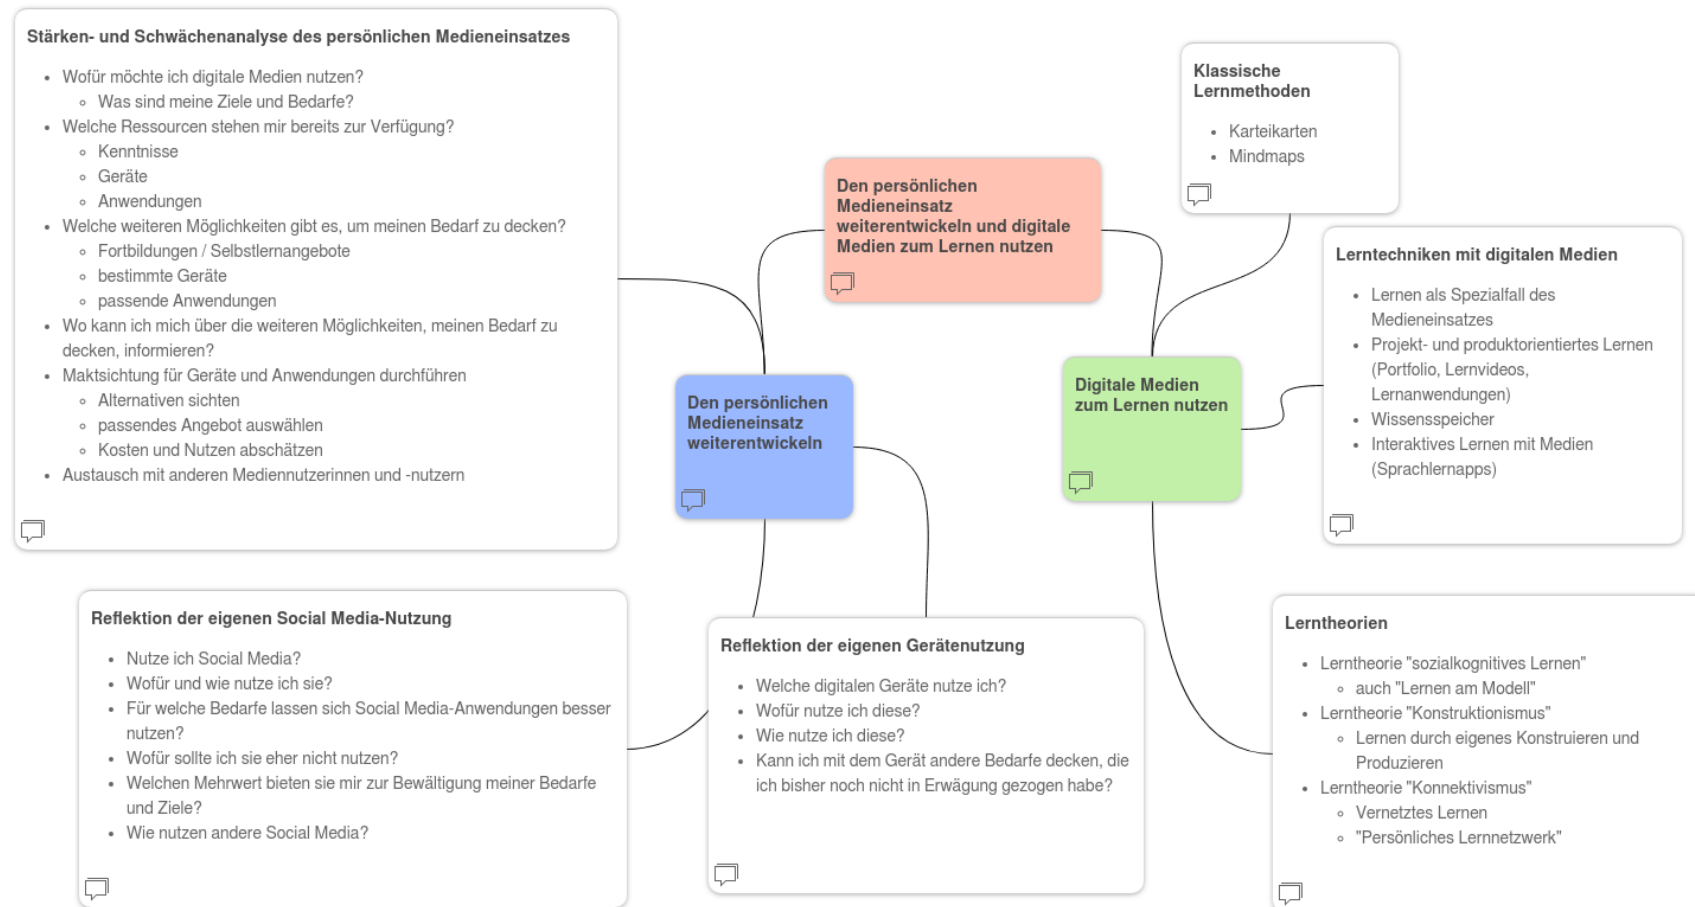 Stärken- und Schwächenanalyse des persönlichen Medieneinsatzes
Wofür möchte ich digitale Medien nutzen?
Was sind meine Ziele und Bedarfe?
Welche Ressourcen stehen mir bereits zur Verfügung?
Kenntnisse
Geräte
Anwendungen
Welche weiteren Möglichkeiten gibt es, um meinen Bedarf zu decken?
Fortbildungen / Selbstlernangebote
bestimmte Geräte
passende Anwendungen
Wo kann ich mich über die weiteren Möglichkeiten, meinen Bedarf zu
decken, informieren?
Maktsichtung für Geräte und Anwendungen durchführen
Alternativen sichten
passendes Angebot auswählen
Kosten und Nutzen abschätzen
Austausch mit anderen Mediennutzerinnen und -nutzern
Den persönlichen
Medieneinsatz
weiterentwickeln und digitale
Medien zum Lernen nutzen
Klassische
Lernmethoden
Karteikarten
Mindmaps
Lerntechniken mit digitalen Medien
Lernen als Spezialfall des
Medieneinsatzes
Projekt- und produktorientiertes Lernen
(Portfolio, Lernvideos,
Lernanwendungen)
Wissensspeicher
Interaktives Lernen mit Medien
(Sprachlernapps)
Den persönlichen
Medieneinsatz
weiterentwickeln
Digitale Medien
zum Lernen nutzen
Reflektion der eigenen Social Media-Nutzung
Nutze ich Social Media?
Wofür und wie nutze ich sie?
Für welche Bedarfe lassen sich Social Media-Anwendungen besser
nutzen?
Wofür sollte ich sie eher nicht nutzen?
Welchen Mehrwert bieten sie mir zur Bewältigung meiner Bedarfe
und Ziele?
Wie nutzen andere Social Media?
Reflektion der eigenen Gerätenutzung
Welche digitalen Geräte nutze ich?
Wofür nutze ich diese?
Wie nutze ich diese?
Kann ich mit dem Gerät andere Bedarfe decken, die
ich bisher noch nicht in Erwägung gezogen habe?
Lerntheorien
Lerntheorie "sozialkognitives Lernen"
auch "Lernen am Modell"
Lerntheorie "Konstruktionismus"
Lernen durch eigenes Konstruieren und
Produzieren
Lerntheorie "Konnektivismus"
Vernetztes Lernen
"Persönliches Lernnetzwerk"